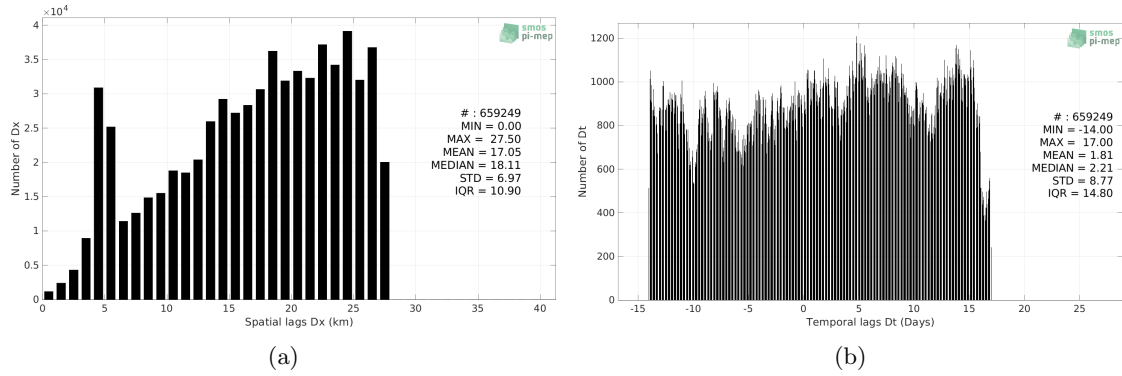 ×10⁴
4
3.5
3
2.5
2
1.5
1
0.5
0
0 5 10 15 20 25 30 35 40
Number of Dx
Spatial lags Dx (km)
smos
pi-mep
# : 659249
MIN = 0.00
MAX = 27.50
MEAN = 17.05
MEDIAN = 18.11
STD = 6.97
IQR = 10.90
(a)
1200
1000
800
600
400
200
0
-15 -10 -5 0 5 10 15 20 25
Number of Dt
Temporal lags Dt (Days)
smos
pi-mep
# : 659249
MIN = -14.00
MAX = 17.00
MEAN = 1.81
MEDIAN = 2.21
STD = 8.77
IQR = 14.80
(b)